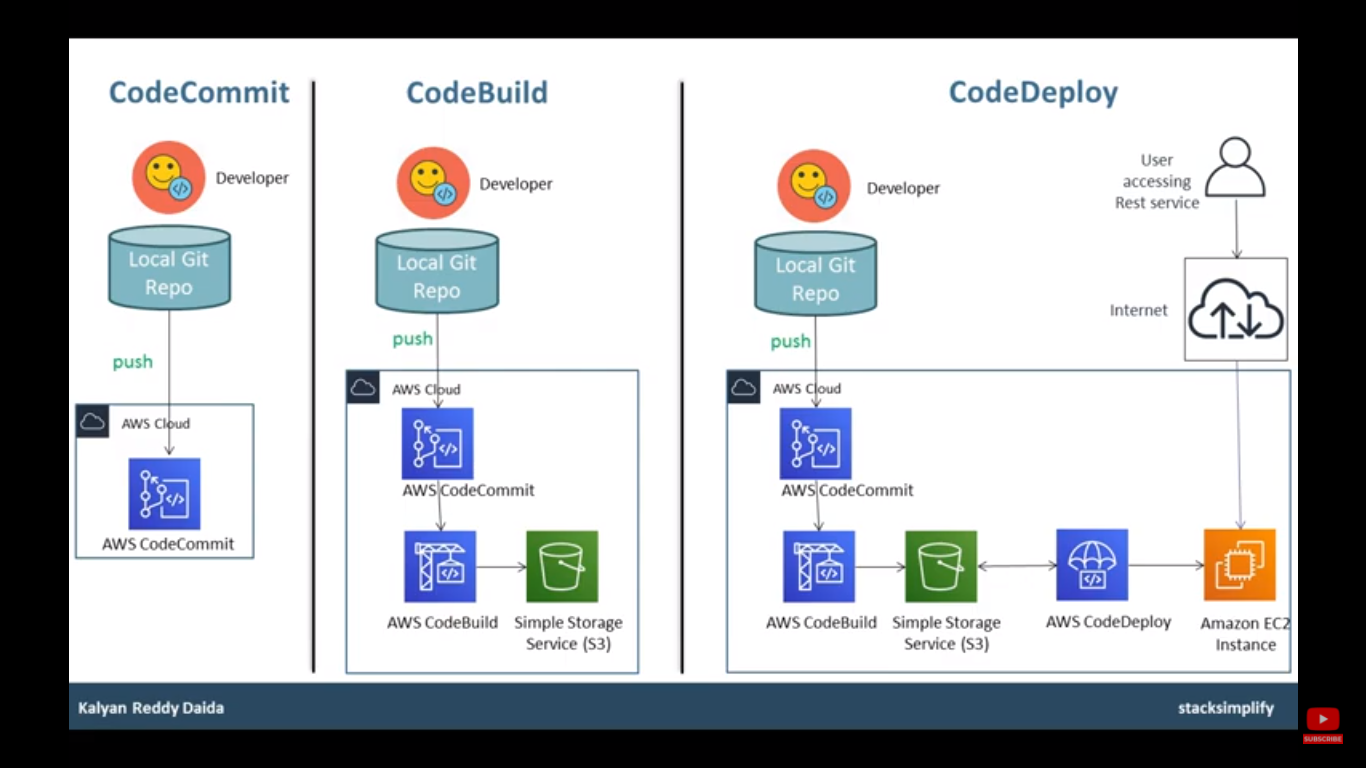 CodeCommit
Developer
Local Git
Repo
push
AWS Cloud
AWS CodeCommit
CodeBuild
Developer
Local Git
Repo
push
AWS Cloud
AWS CodeCommit
AWS CodeBuild
Simple Storage
Service (S3)
CodeDeploy
Developer
Local Git
Repo
push
AWS Cloud
AWS CodeCommit
AWS CodeBuild
Simple Storage
Service (S3)
AWS CodeDeploy
User
accessing
Rest service
Internet
Amazon EC2
Instance
Kalyan Reddy Daida
stacksimplify
SUBSCRIBE